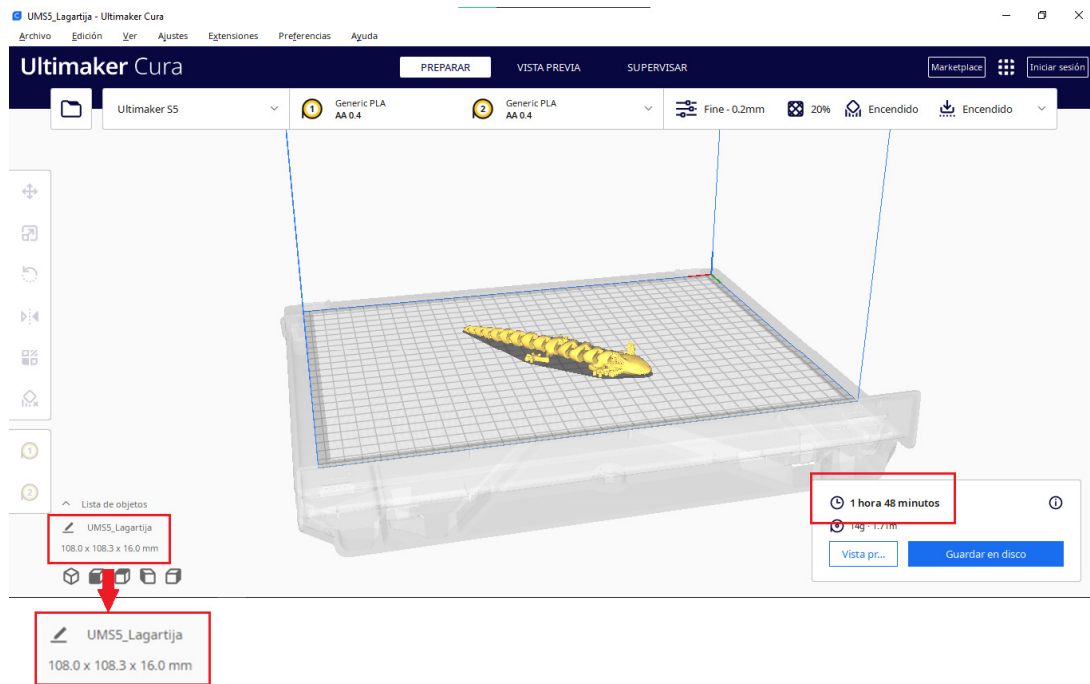 UMS5_Lagartija - Ultimaker Cura
Archivo Edición Ver Ajustes Extensiones Preferencias Ayuda
Ultimaker Cura PREPARAR VISTA PREVIA SUPERVISAR Marketplace Iniciar sesión
Ultimaker S5 1 Generic PLA AA 0.4 2 Generic PLA AA 0.4 Fine - 0.2mm 20% Encendido Encendido
1
2
Lista de objetos
UMS5_Lagartija
108.0 x 108.3 x 16.0 mm
1 hora 48 minutos
14g · 1.71m
Vista pr... Guardar en disco
UMS5_Lagartija
108.0 x 108.3 x 16.0 mm